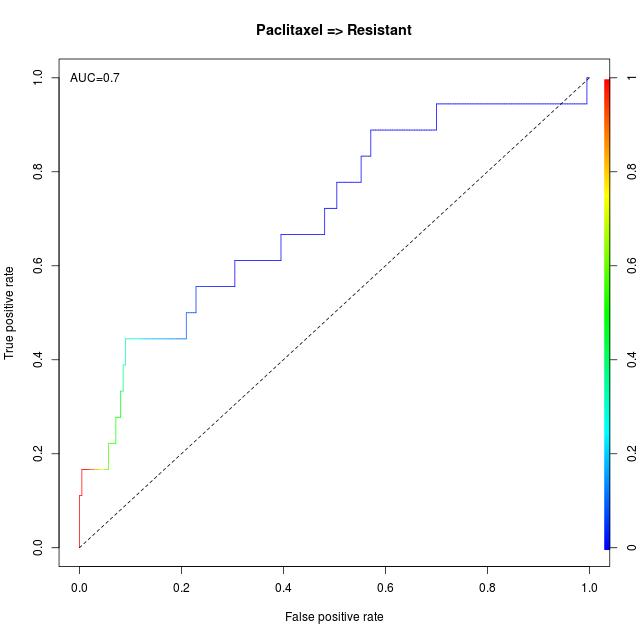 Paclitaxel => Resistant
AUC=0.7
True positive rate
1.0
0.8
0.6
0.4
0.2
0.0
0.0 0.2 0.4 0.6 0.8 1.0
False positive rate
1
0.8
0.6
0.4
0.2
0